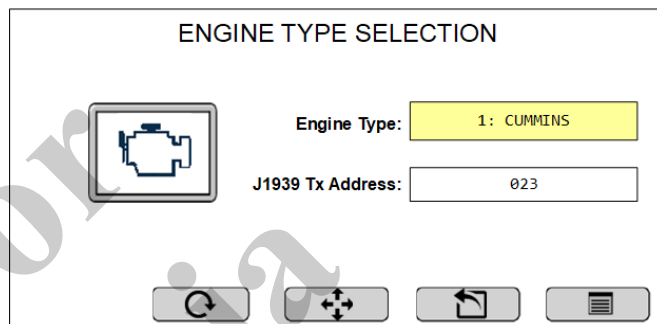 ENGINE TYPE SELECTION
Engine Type: 1: CUMMINS
J1939 Tx Address: 023